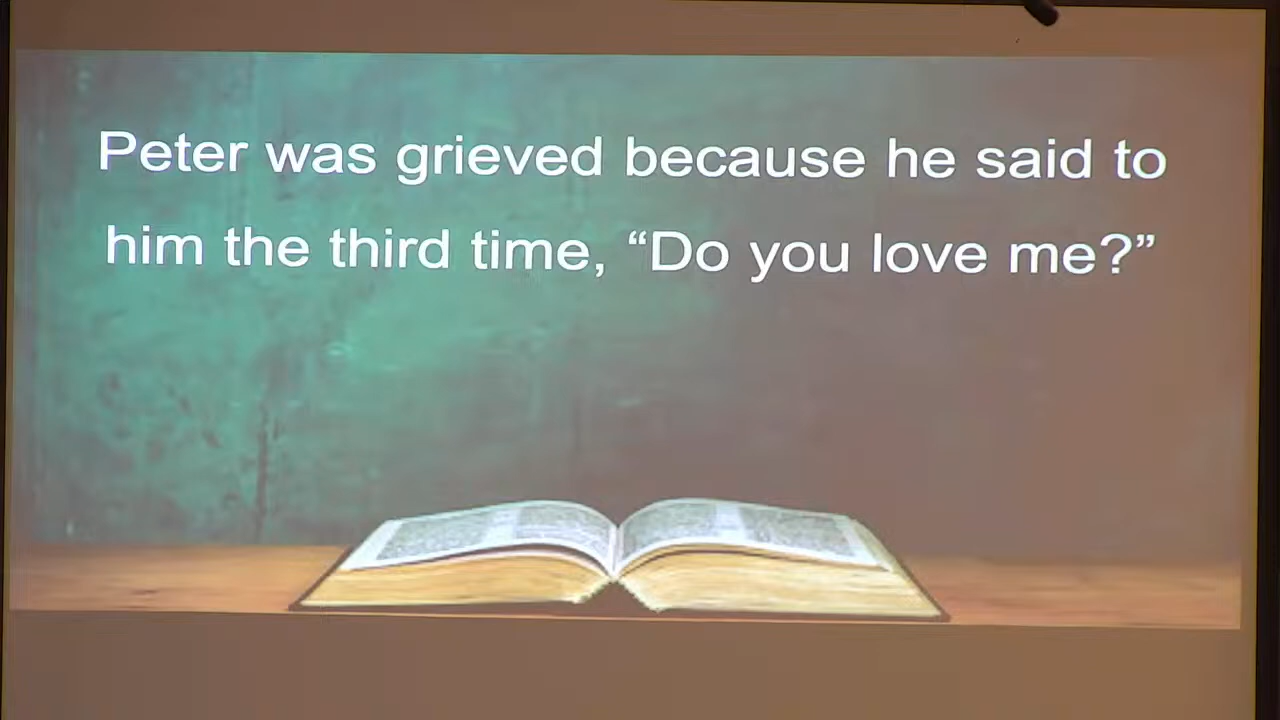 Peter was grieved because he said to
him the third time, “Do you love me?”